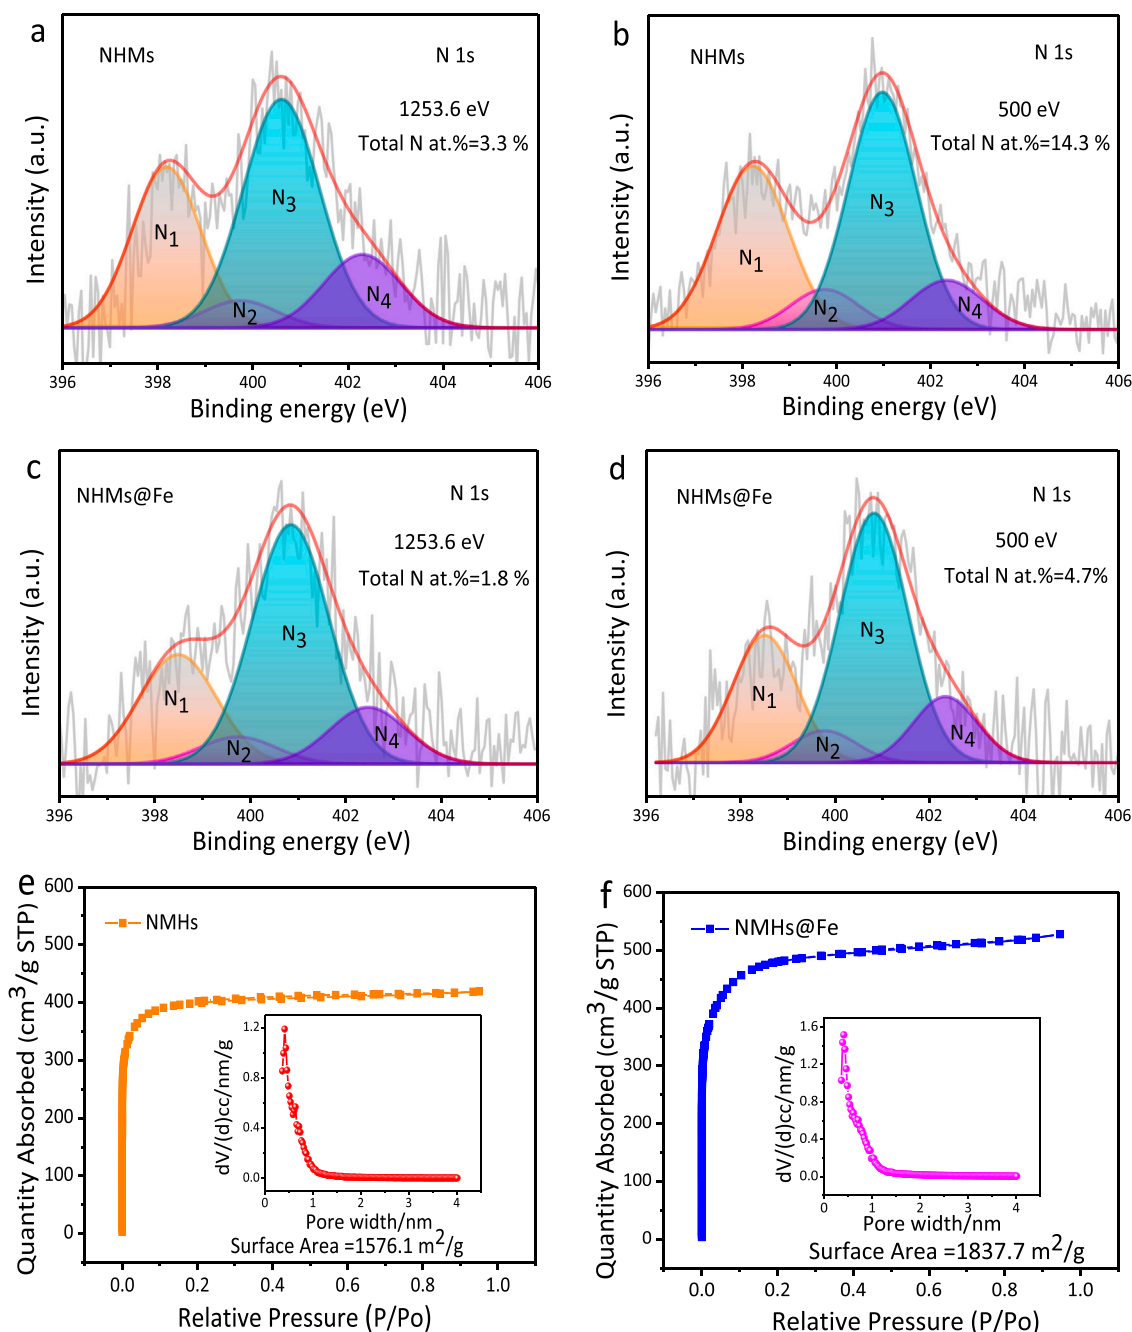 a
NHMs
N 1s
1253.6 eV
Total N at.%=3.3 %
N1
N2
N3
N4
Intensity (a.u.)
396 398 400 402 404 406
Binding energy (eV)
b
NHMs
N 1s
500 eV
Total N at.%=14.3 %
N1
N2
N3
N4
Intensity (a.u.)
396 398 400 402 404 406
Binding energy (eV)
c
NHMs@Fe
N 1s
1253.6 eV
Total N at.%=1.8 %
N1
N2
N3
N4
Intensity (a.u.)
396 398 400 402 404 406
Binding energy (eV)
d
NHMs@Fe
N 1s
500 eV
Total N at.%=4.7%
N1
N2
N3
N4
Intensity (a.u.)
396 398 400 402 404 406
Binding energy (eV)
e
NMHs
600
500
400
300
200
100
0
Quantity Absorbed (cm3/g STP)
1.2
0.8
0.4
0.0
dV/(d)cc/nm/g
0 1 2 3 4
Pore width/nm
Surface Area =1576.1 m2/g
0.0 0.2 0.4 0.6 0.8 1.0
Relative Pressure (P/Po)
f
NMHs@Fe
600
500
400
300
200
100
0
Quantity Absorbed (cm3/g STP)
1.6
1.2
0.8
0.4
0.0
dV/(d)cc/nm/g
0 1 2 3 4
Pore width/nm
Surface Area =1837.7 m2/g
0.0 0.2 0.4 0.6 0.8 1.0
Relative Pressure (P/Po)